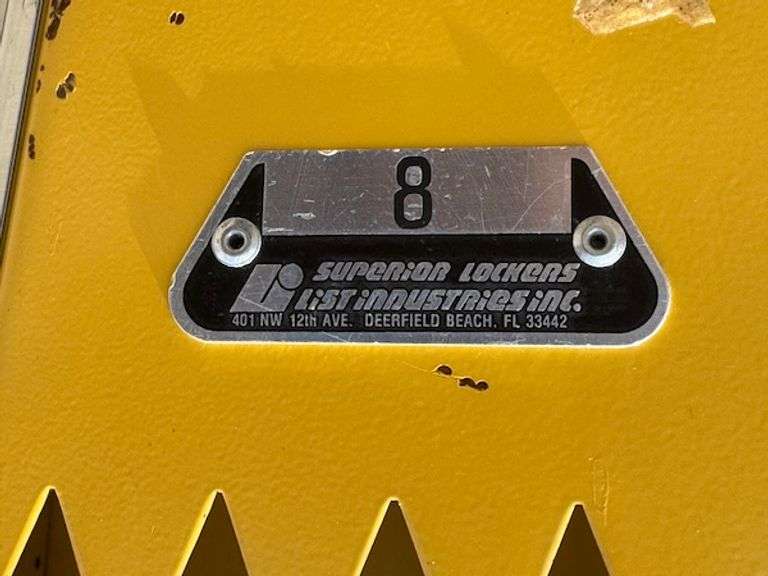 8
SUPERIOR LOCKERS
LIST INDUSTRIES INC.
401 NW 12th AVE. DEERFIELD BEACH, FL 33442